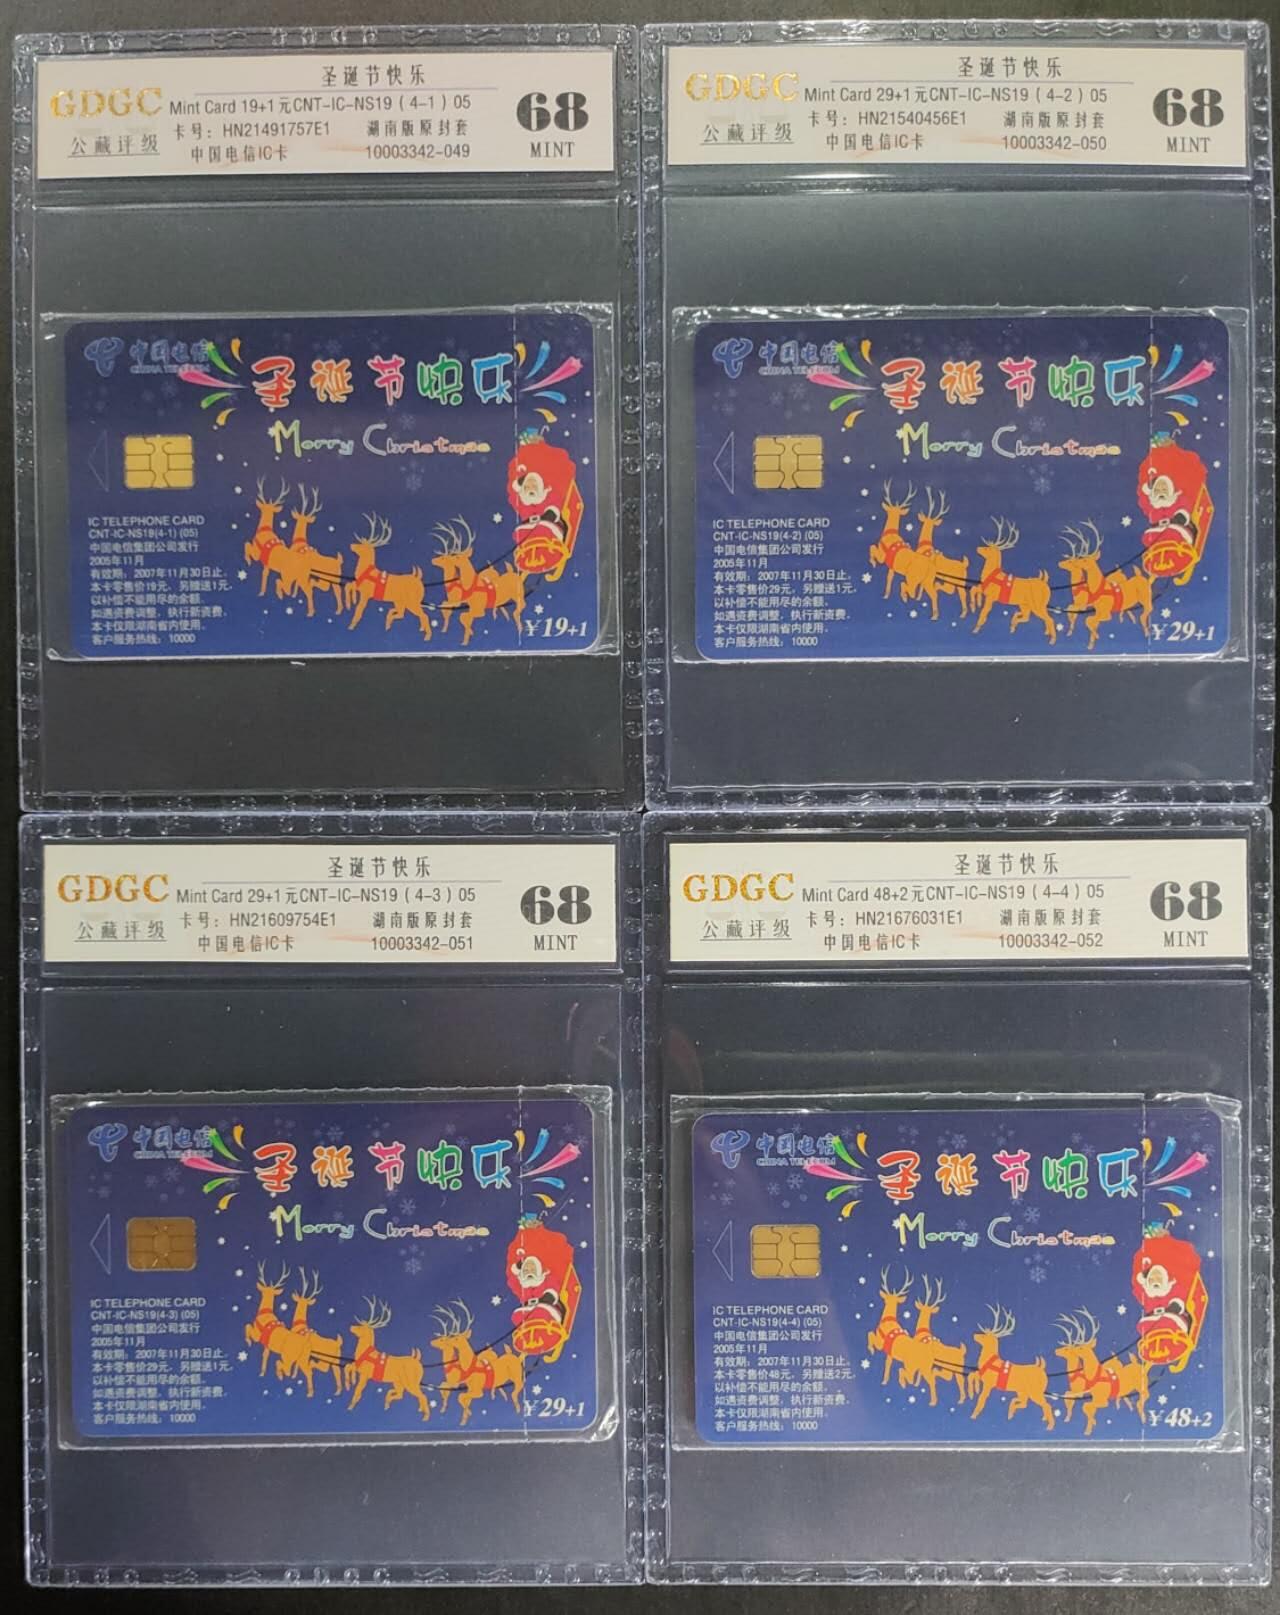 圣诞节快乐
GDGC Mint Card 19+1元CNT-IC-NS19（4-1）05 68
卡号：HN21491757E1 湖南版原封套
公藏评级 中国电信IC卡 10003342-049 MINT
中国电信
CHINA TELECOM
圣诞节快乐
Merry Christmas
IC TELEPHONE CARD
CNT-IC-NS19(4-1) (05)
中国电信集团公司发行
2005年11月
有效期：2007年11月30日止。
本卡零售价19元，另赠送1元，
以补偿不能用尽的余额。
如遇资费调整，执行新资费。
本卡仅限湖南省内使用。
客户服务热线：10000
¥19+1
圣诞节快乐
GDGC Mint Card 29+1元CNT-IC-NS19（4-2）05 68
卡号：HN21540456E1 湖南版原封套
公藏评级 中国电信IC卡 10003342-050 MINT
中国电信
CHINA TELECOM
圣诞节快乐
Merry Christmas
IC TELEPHONE CARD
CNT-IC-NS19(4-2) (05)
中国电信集团公司发行
2005年11月
有效期：2007年11月30日止。
本卡零售价29元，另赠送1元，
以补偿不能用尽的余额。
如遇资费调整，执行新资费。
本卡仅限湖南省内使用。
客户服务热线：10000
¥29+1
圣诞节快乐
GDGC Mint Card 29+1元CNT-IC-NS19（4-3）05 68
卡号：HN21609754E1 湖南版原封套
公藏评级 中国电信IC卡 10003342-051 MINT
中国电信
CHINA TELECOM
圣诞节快乐
Merry Christmas
IC TELEPHONE CARD
CNT-IC-NS19(4-3) (05)
中国电信集团公司发行
2005年11月
有效期：2007年11月30日止。
本卡零售价29元，另赠送1元，
以补偿不能用尽的余额。
如遇资费调整，执行新资费。
本卡仅限湖南省内使用。
客户服务热线：10000
¥29+1
圣诞节快乐
GDGC Mint Card 48+2元CNT-IC-NS19（4-4）05 68
卡号：HN21676031E1 湖南版原封套
公藏评级 中国电信IC卡 10003342-052 MINT
中国电信
CHINA TELECOM
圣诞节快乐
Merry Christmas
IC TELEPHONE CARD
CNT-IC-NS19(4-4) (05)
中国电信集团公司发行
2005年11月
有效期：2007年11月30日止。
本卡零售价48元，另赠送2元，
以补偿不能用尽的余额。
如遇资费调整，执行新资费。
本卡仅限湖南省内使用。
客户服务热线：10000
¥48+2